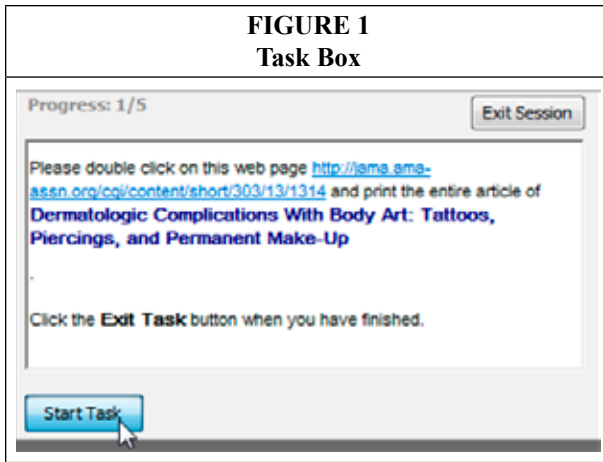 FIGURE 1
Task Box
Progress: 1/5
Exit Session
Please double click on this web page http://jama.ama-
assn.org/cgi/content/short/303/13/1314 and print the entire article of
Dermatologic Complications With Body Art: Tattoos,
Piercings, and Permanent Make-Up
.
Click the Exit Task button when you have finished.
Start Task